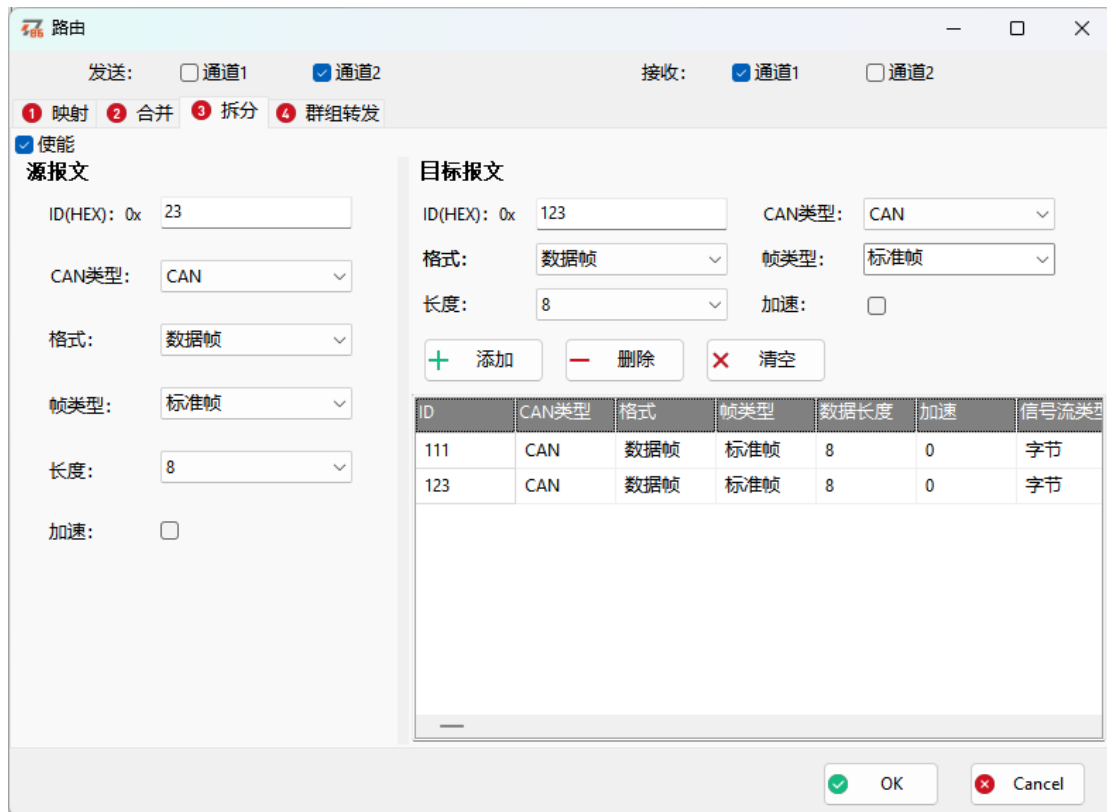 路由
发送： 通道1 通道2 接收： 通道1 通道2
1 映射 2 合并 3 拆分 4 群组转发
使能
源报文
ID(HEX)：0x 23
CAN类型： CAN
格式： 数据帧
帧类型： 标准帧
长度： 8
加速：
目标报文
ID(HEX)：0x 123 CAN类型： CAN
格式： 数据帧 帧类型： 标准帧
长度： 8 加速：
添加 删除 清空
ID CAN类型 格式 帧类型 数据长度 加速 信号流类型
111 CAN 数据帧 标准帧 8 0 字节
123 CAN 数据帧 标准帧 8 0 字节
OK Cancel